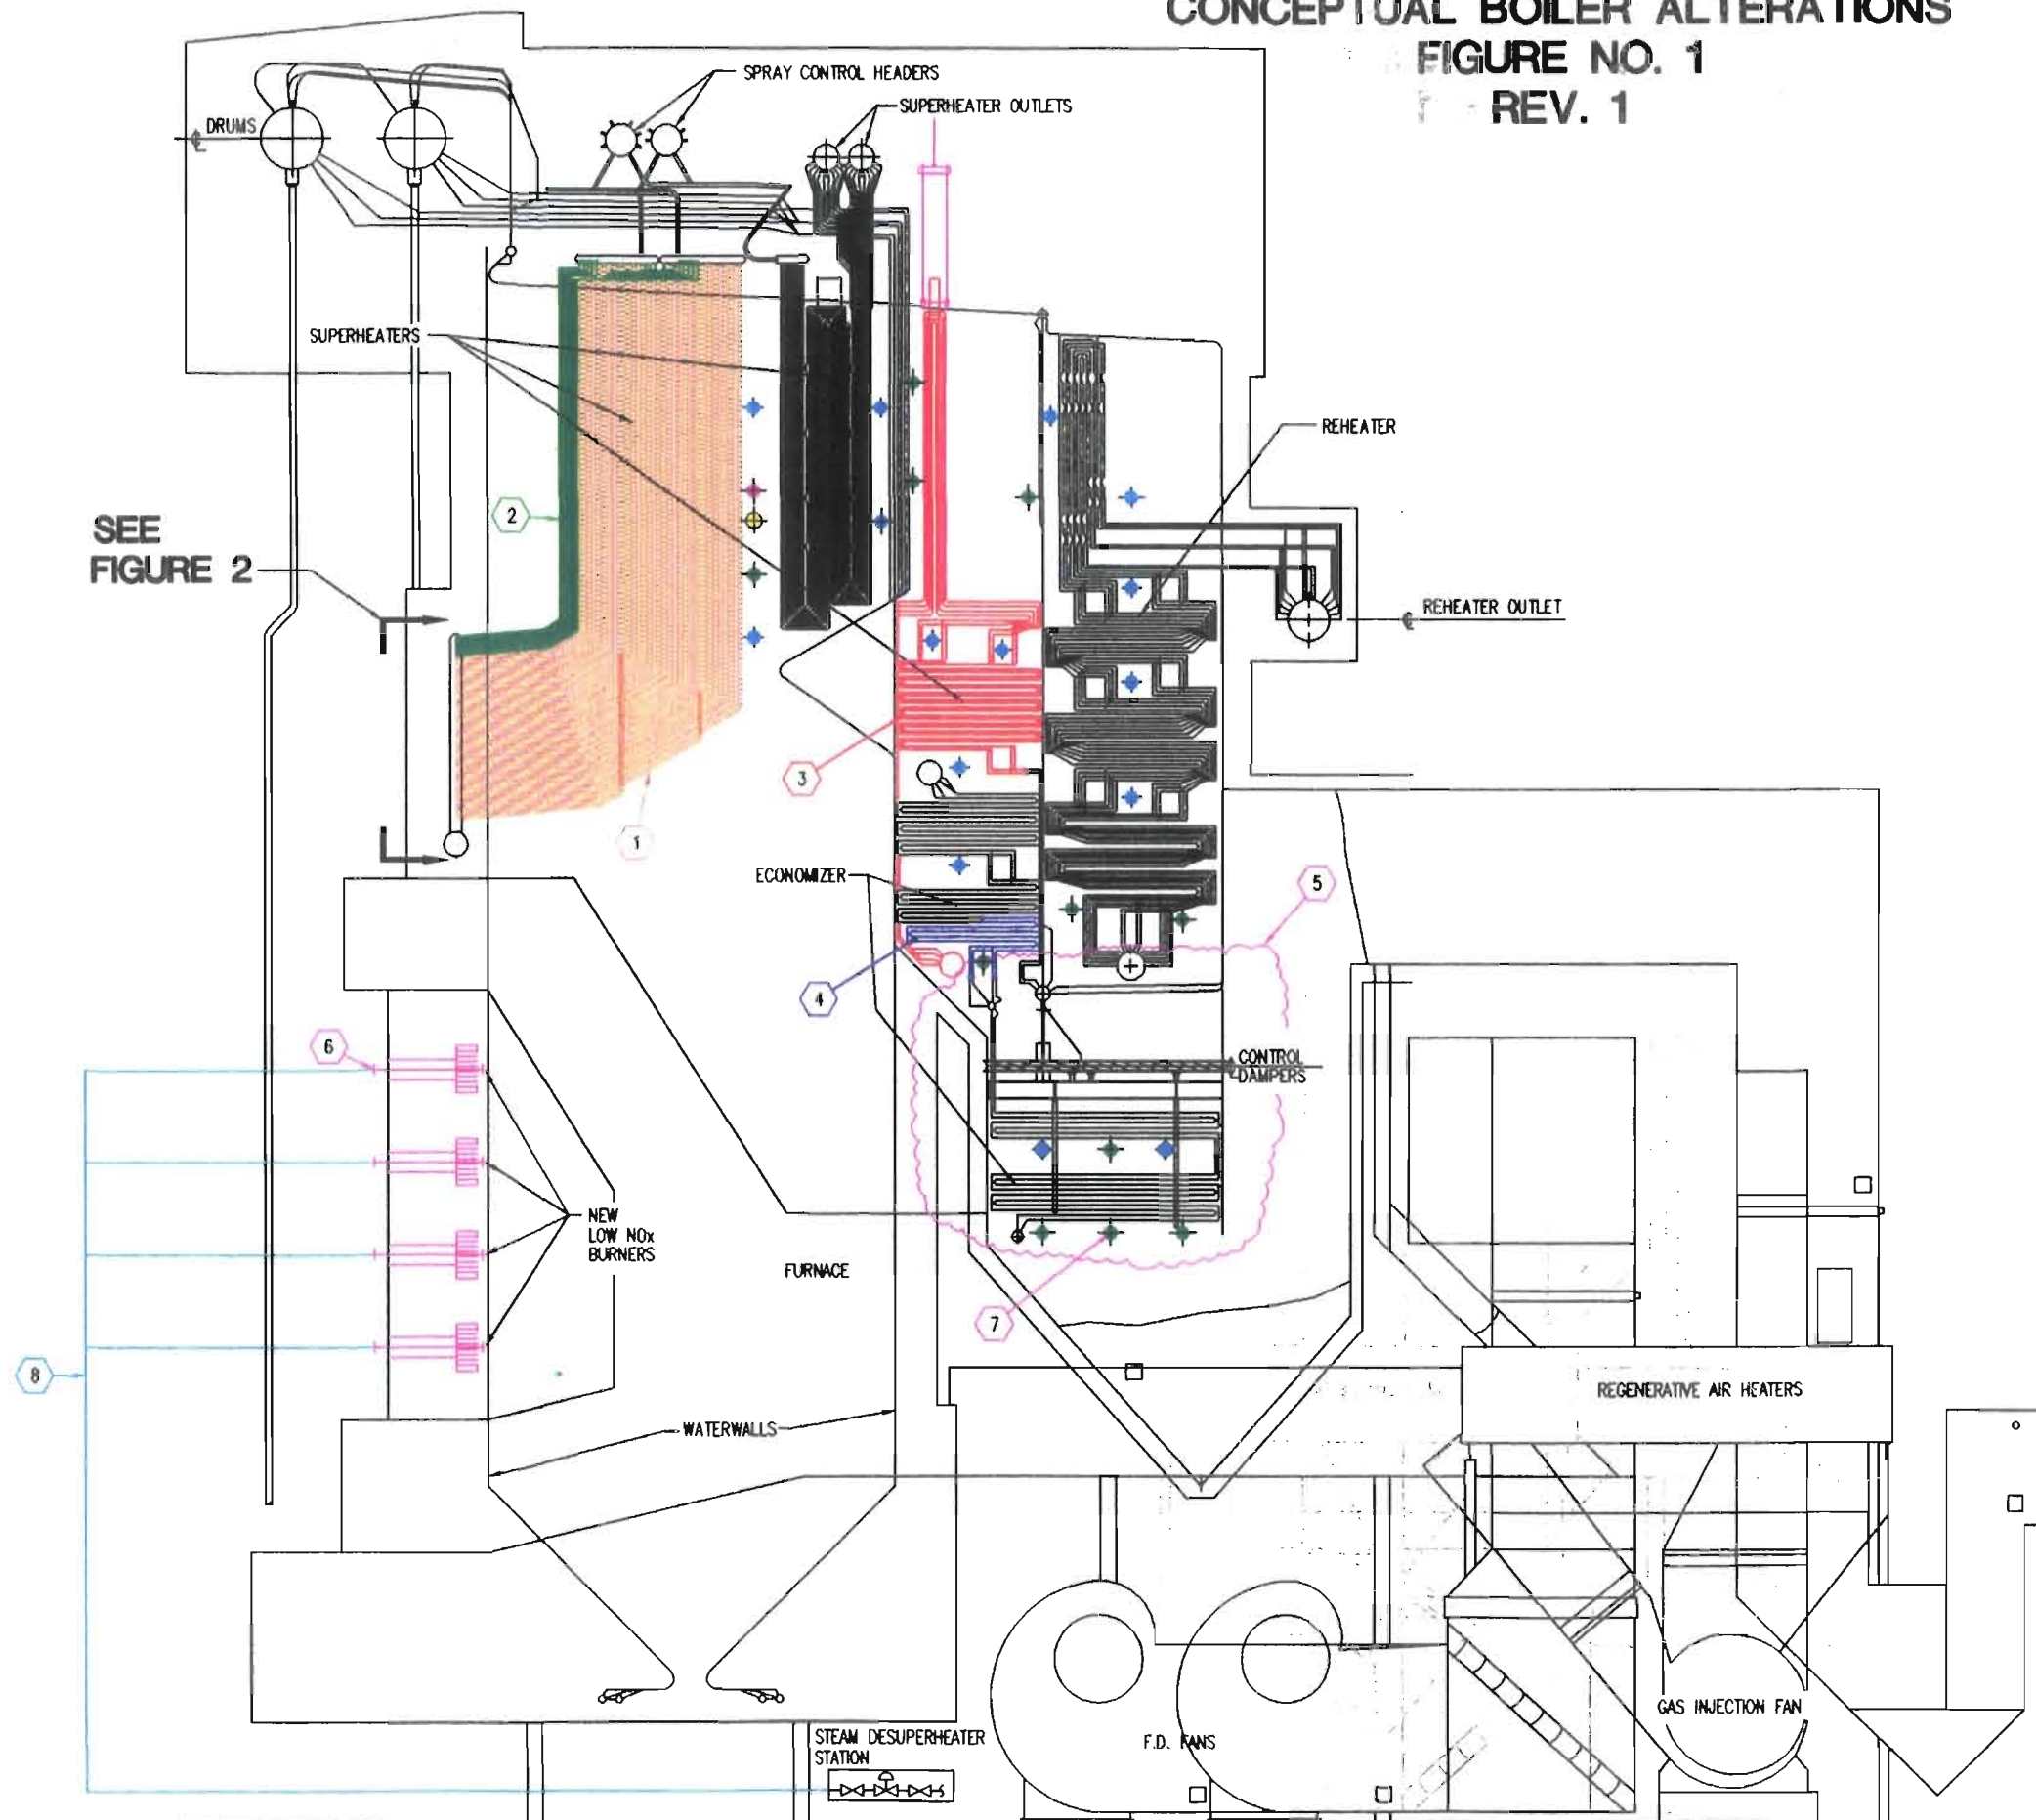 CONCEPTUAL BOILER ALTERATIONS
FIGURE NO. 1
REV. 1
SPRAY CONTROL HEADERS
SUPERHEATER OUTLETS
DRUMS
SUPERHEATERS
REHEATER
2
SEE
FIGURE 2
REHEATER OUTLET
3
1
ECONOMIZER
5
4
6
CONTROL
DAMPERS
NEW
LOW NOx
BURNERS
FURNACE
7
8
REGENERATIVE AIR HEATERS
WATERWALLS
GAS INJECTION FAN
STEAM DESUPERHEATER
STATION
F.D. FANS